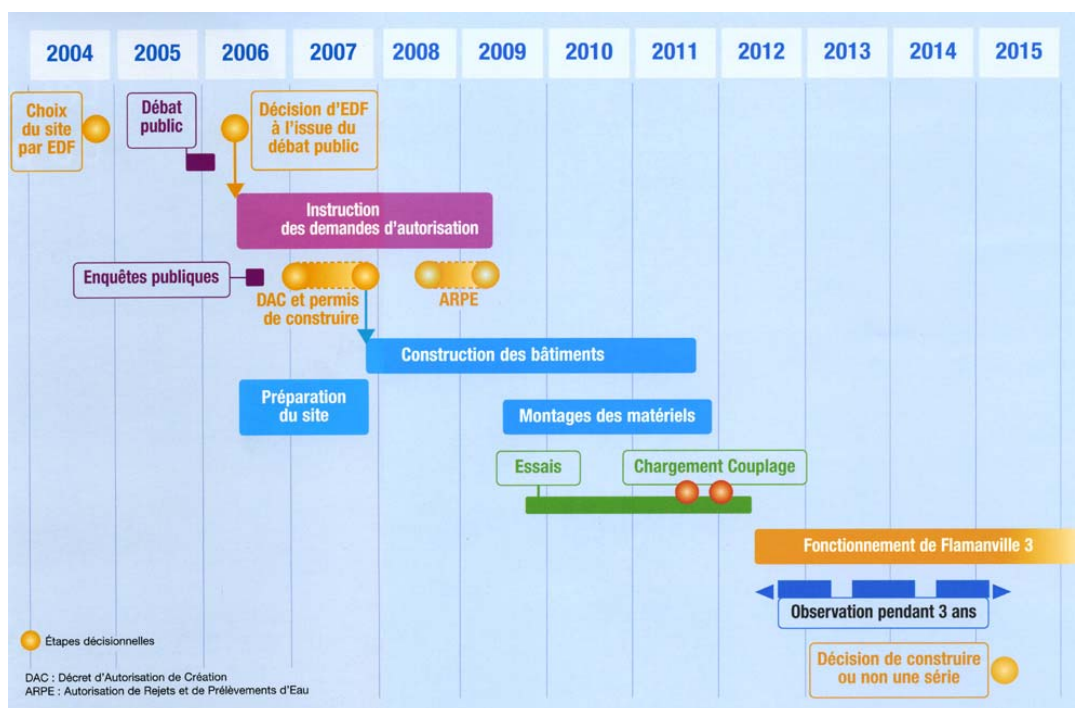 2004 2005 2006 2007 2008 2009 2010 2011 2012 2013 2014 2015
Choix
du site
par EDF
Débat
public
Décision d'EDF
à l'issue du
débat public
Instruction
des demandes d'autorisation
Enquêtes publiques
DAC et permis
de construire
ARPE
Construction des bâtiments
Préparation
du site
Montages des matériels
Essais
Chargement Couplage
Fonctionnement de Flamanville 3
Observation pendant 3 ans
Décision de construire
ou non une série
Étapes décisionnelles
DAC : Décret d'Autorisation de Création
ARPE : Autorisation de Rejets et de Prélèvements d'Eau